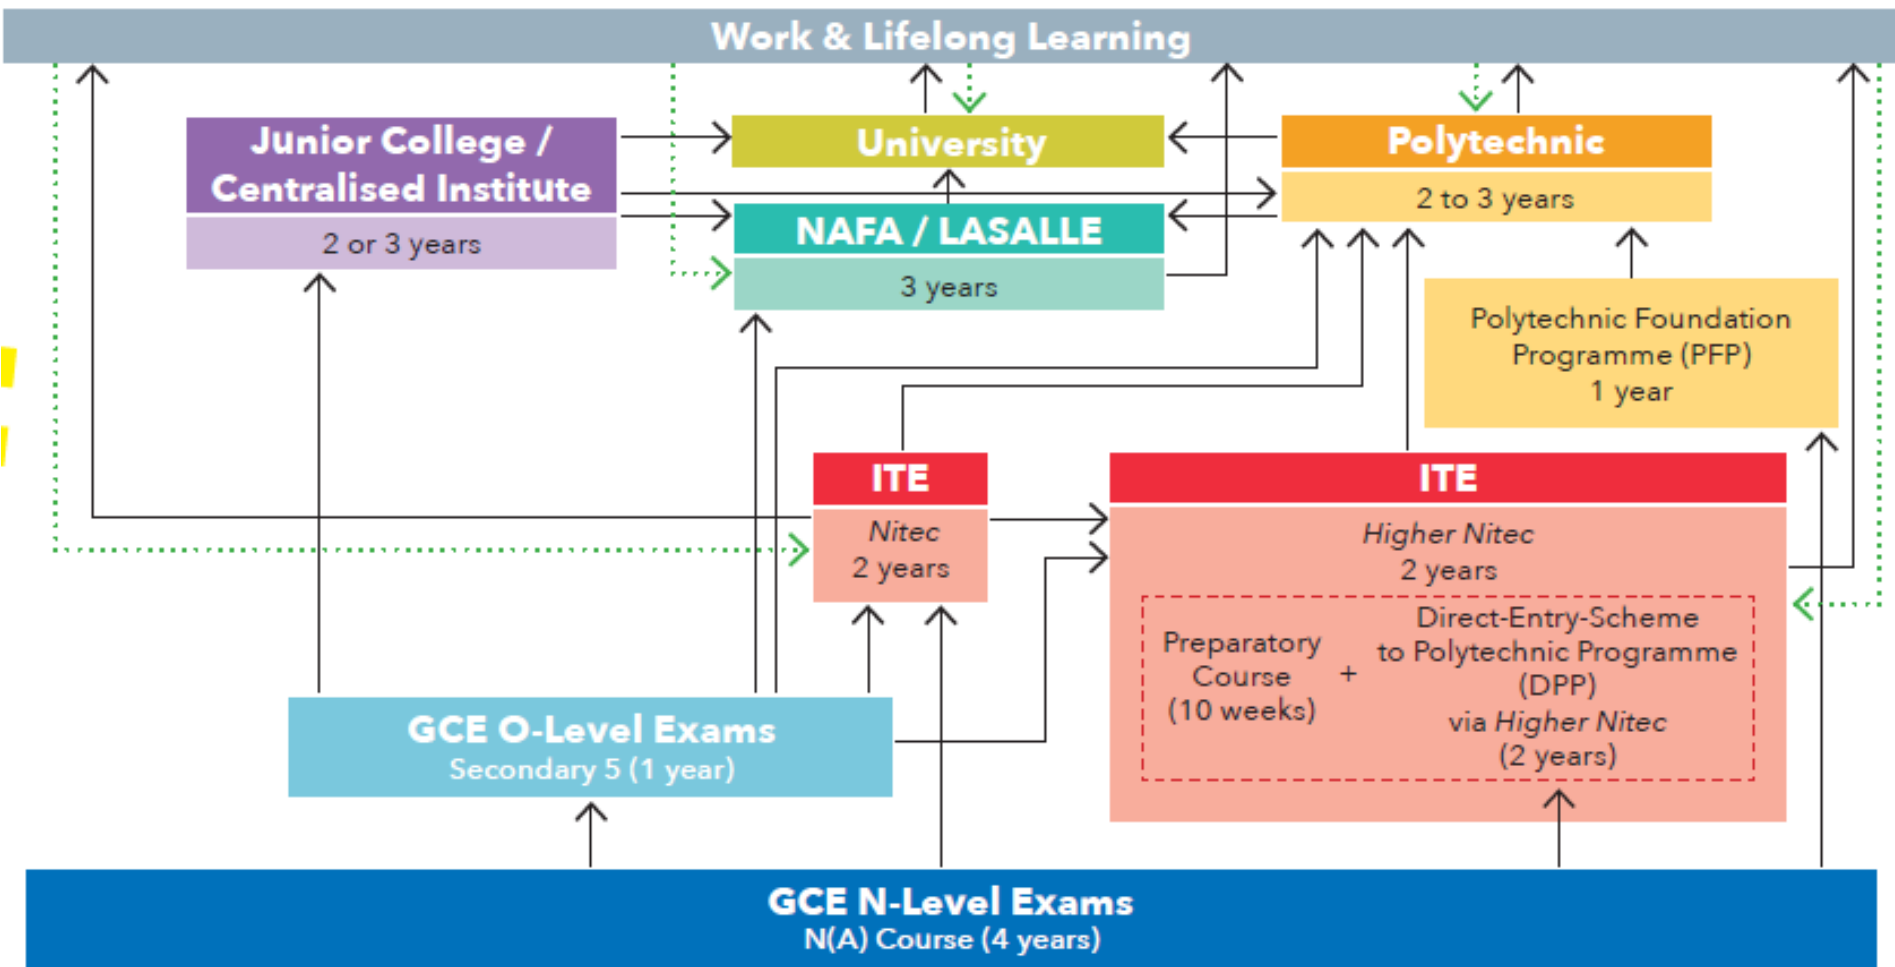 Work & Lifelong Learning
Junior College /
Centralised Institute
2 or 3 years
University
Polytechnic
2 to 3 years
NAFA / LASALLE
3 years
Polytechnic Foundation
Programme (PFP)
1 year
ITE
Nitec
2 years
ITE
Higher Nitec
2 years
Preparatory
Course
(10 weeks)
+
Direct-Entry-Scheme
to Polytechnic Programme
(DPP)
via Higher Nitec
(2 years)
GCE O-Level Exams
Secondary 5 (1 year)
GCE N-Level Exams
N(A) Course (4 years)